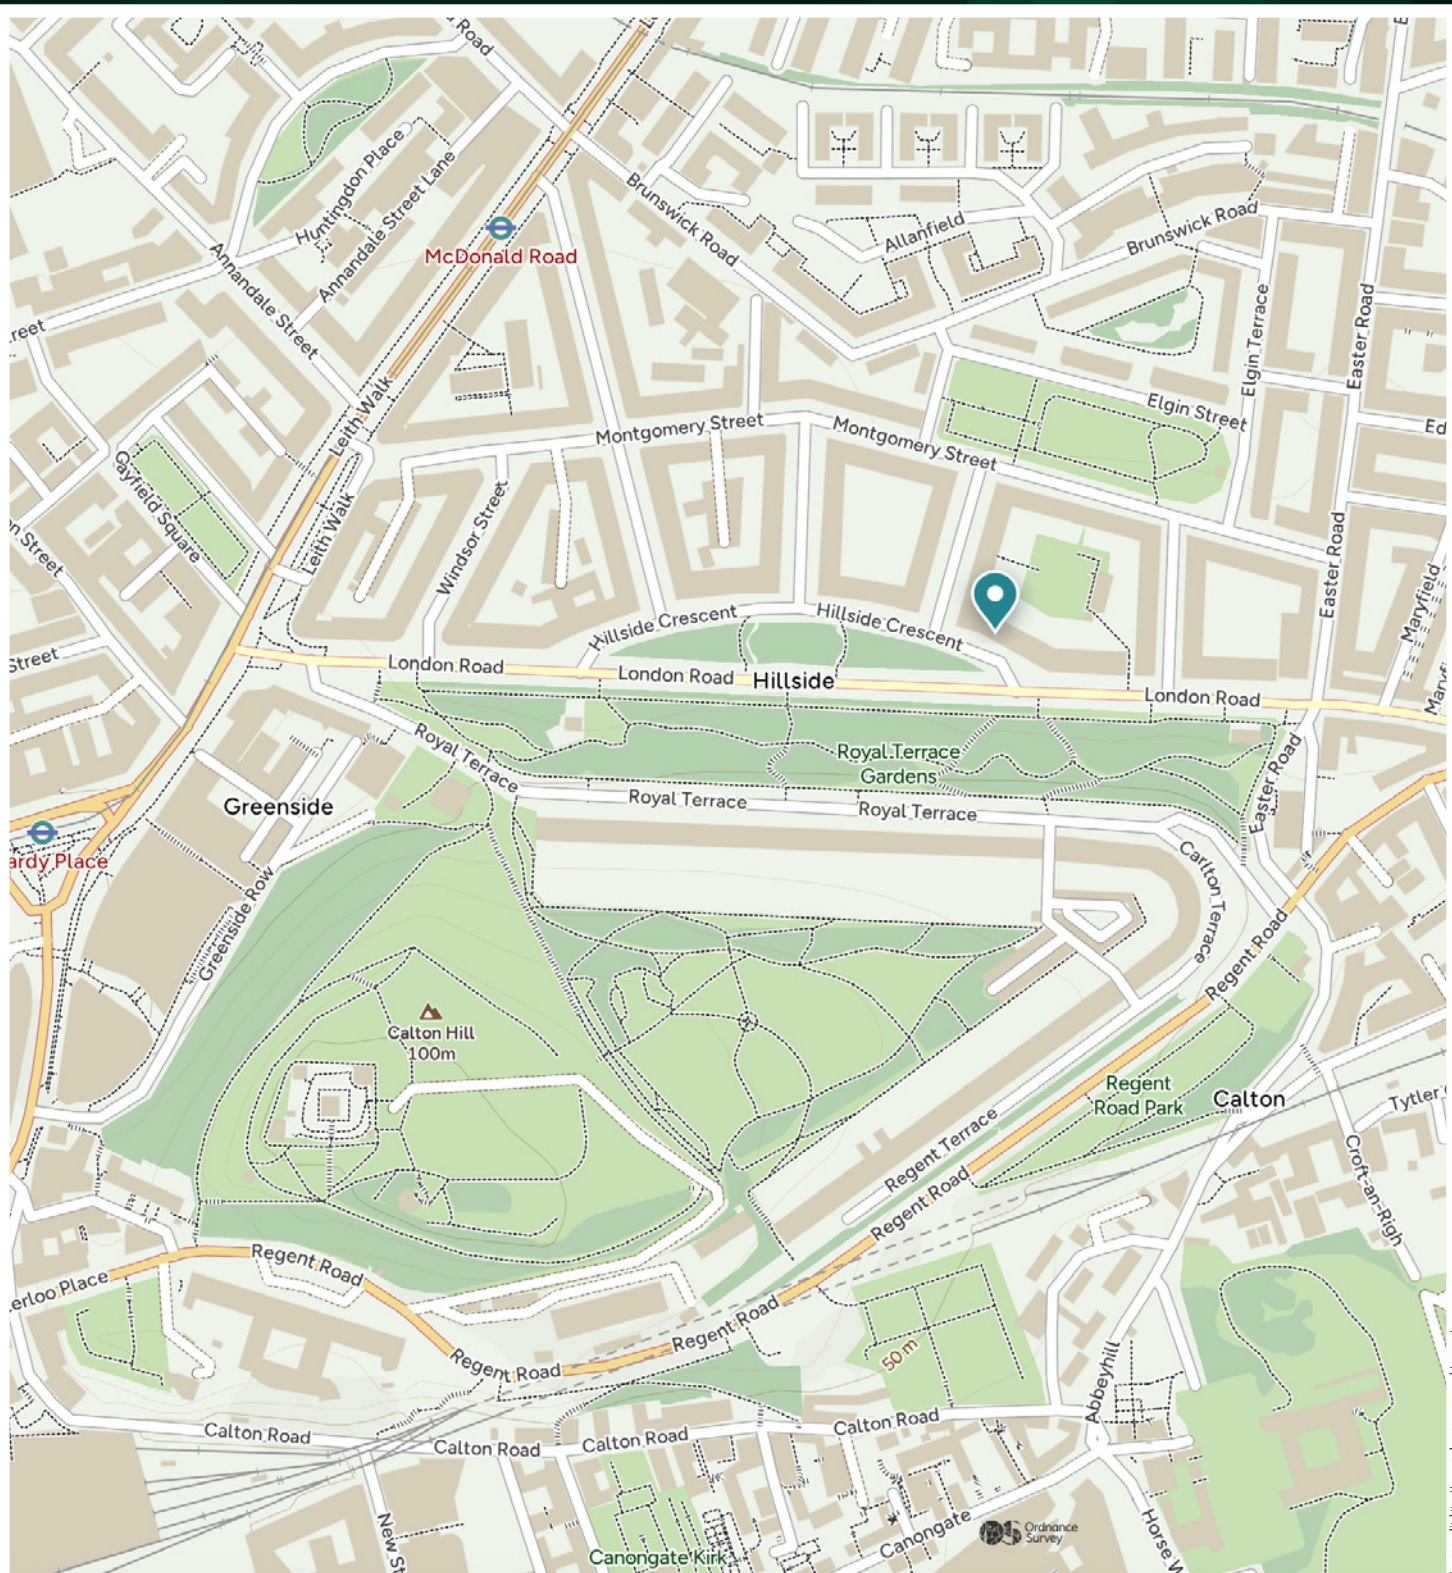 Road
Huntingdon Place
Annandale Street Lane
McDonald Road
Annandale Street
Brunswick Road
Allanfield
Brunswick Road
Easter Road
Elgin Terrace
Elgin Street
Leith Walk
Montgomery Street
Montgomery Street
Gayfield Square
Leith Walk
Windsor Street
Easter Road
Maryfield
Hillside Crescent
Hillside Crescent
London Road
London Road
Hillside
London Road
Royal Terrace
Royal Terrace
Gardens
Greenside
Royal Terrace
Royal Terrace
Easter Road
ardy Place
Carlton Terrace
Greenside Row
Regent Road
Calton Hill
100m
Regent
Road Park
Calton
Tytler
Regent Terrace
Regent Road
Croft-an-Righ
erloo Place
Regent Road
Regent Road
Regent Road
50 m
Abbeyhill
Calton Road
Calton Road
Calton Road
Calton Road
New St
Canongate Kirk
Canongate
Ordnance
Survey
Horse W